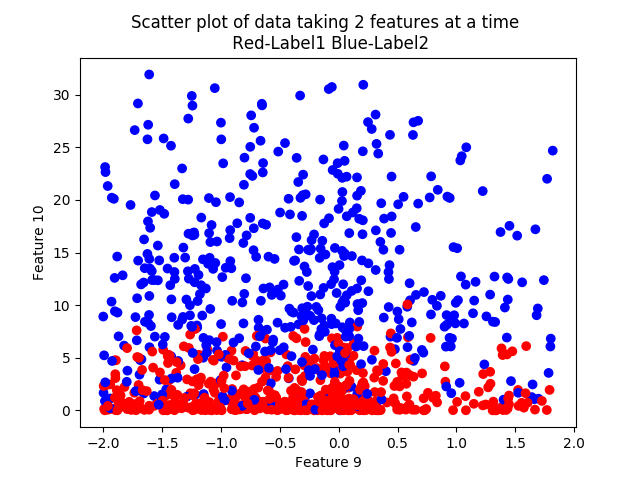 Scatter plot of data taking 2 features at a time
Red-Label1 Blue-Label2
30
25
20
15
10
5
0
Feature 10
−2.0 −1.5 −1.0 −0.5 0.0 0.5 1.0 1.5 2.0
Feature 9